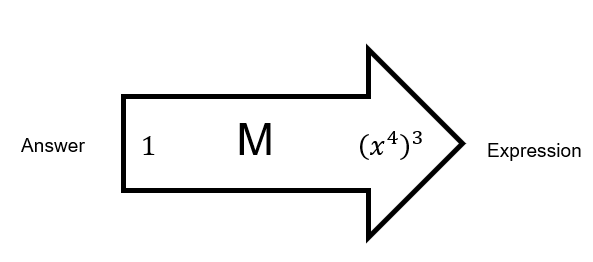 Answer 1 M (x⁴)³ Expression